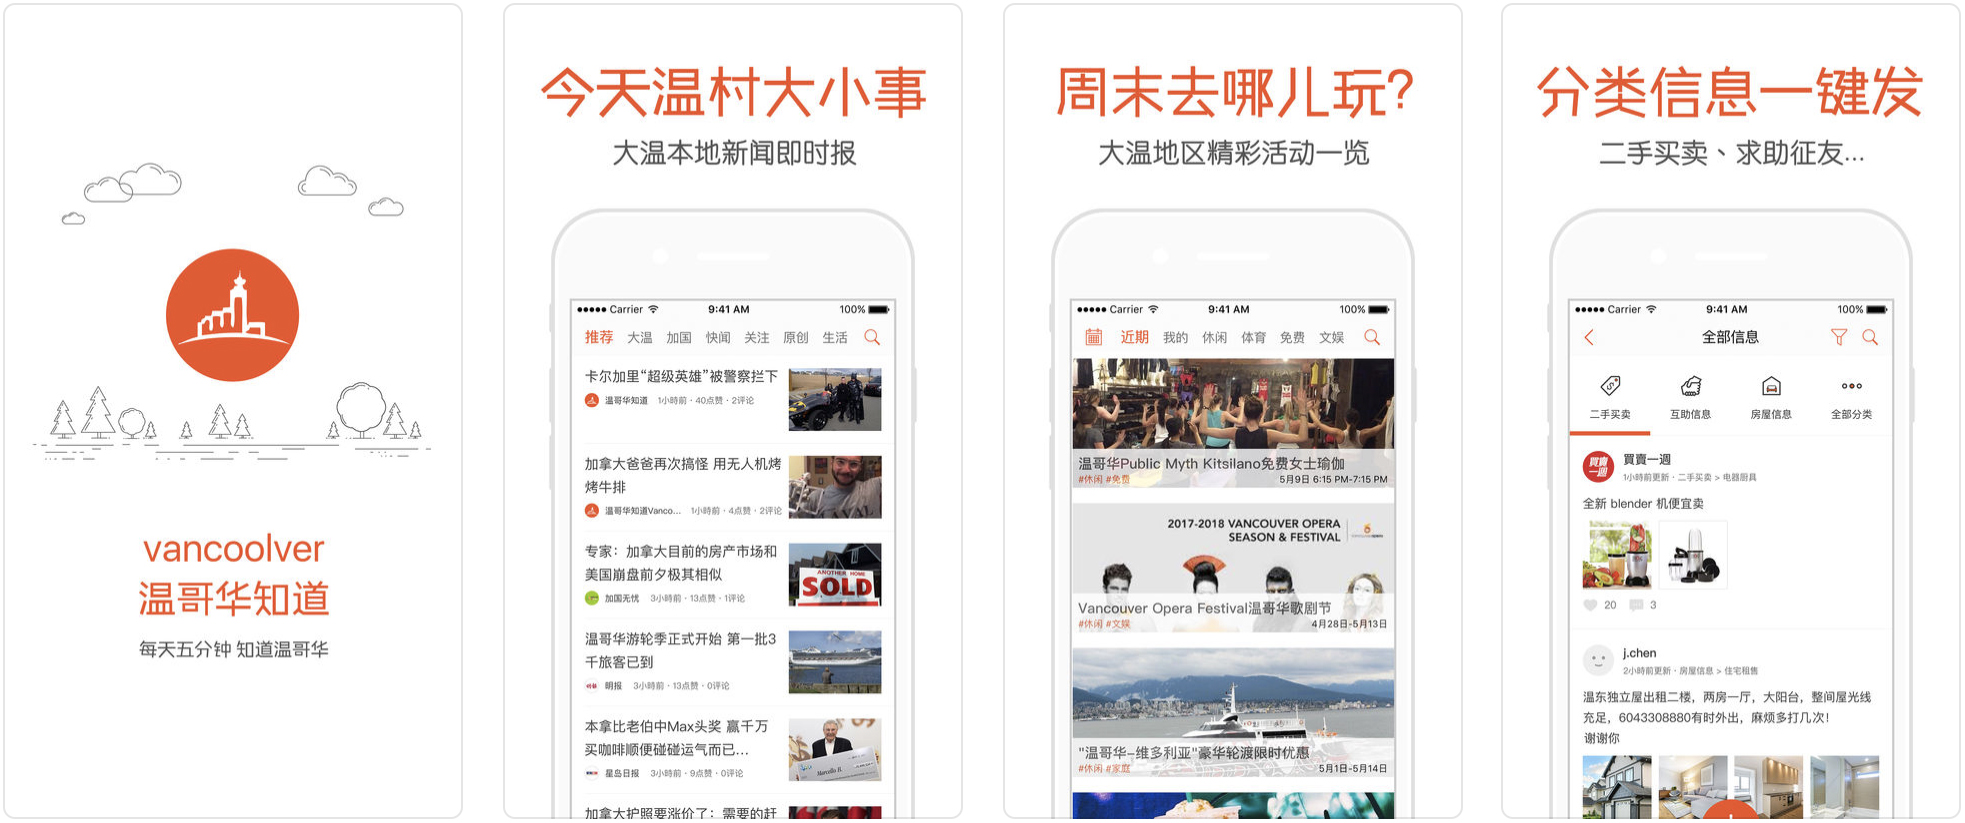 vancoolver
温哥华知道
每天五分钟 知道温哥华
今天温村大小事
大温本地新闻即时报
Carrier 9:41 AM 100%
推荐 大温 加国 快闻 关注 原创 生活
卡尔加里“超级英雄”被警察拦下
温哥华知道 1小時前 · 40点赞 · 2评论
加拿大爸爸再次搞怪 用无人机烤
烤牛排
温哥华知道Vanco... 1小時前 · 4点赞 · 2评论
专家：加拿大目前的房产市场和
美国崩盘前夕极其相似
加国无忧 3小時前 · 13点赞 · 1评论
ANOTHER HOME
SOLD
温哥华游轮季正式开始 第一批3
千旅客已到
明报 3小時前 · 13点赞 · 0评论
本拿比老伯中Max头奖 赢千万
买咖啡顺便碰碰运气而已...
星岛日报 3小時前 · 9点赞 · 0评论
Marcello B.
加拿大护照要涨价了：需要的赶
周末去哪儿玩?
大温地区精彩活动一览
Carrier 9:41 AM 100%
近期 我的 休闲 体育 免费 文娱
温哥华Public Myth Kitsilano免费女士瑜伽
#休闲 #免费 5月9日 6:15 PM-7:15 PM
2017-2018 VANCOUVER OPERA
SEASON & FESTIVAL
Vancouver Opera Festival温哥华歌剧节
#休闲 #文娱 4月28日-5月13日
"温哥华-维多利亚"豪华轮渡限时优惠
#休闲 #家庭 5月1日-5月14日
分类信息一键发
二手买卖、求助征友...
Carrier 9:41 AM 100%
全部信息
二手买卖 互助信息 房屋信息 全部分类
買賣
一週
買賣一週
1小時前更新 · 二手买卖 > 电器厨具
全新 blender 机便宜卖
20 3
j.chen
2小時前更新 · 房屋信息 > 住宅租售
温东独立屋出租二楼，两房一厅，大阳台，整间屋光线
充足，6043308880有时外出，麻烦多打几次！
谢谢你